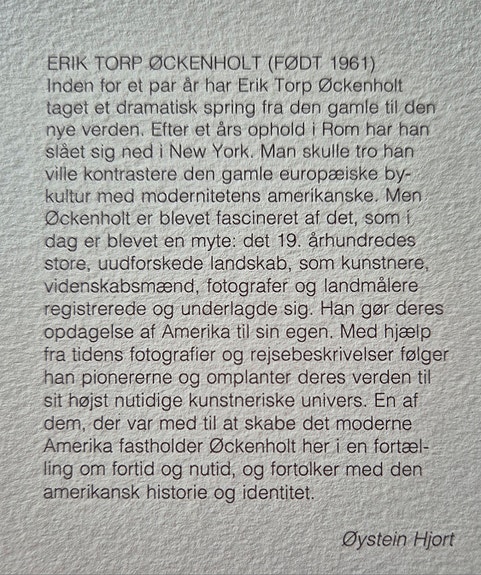 ERIK TORP ØCKENHOLT (FØDT 1961)
Inden for et par år har Erik Torp Øckenholt
taget et dramatisk spring fra den gamle til den
nye verden. Efter et års ophold i Rom har han
slået sig ned i New York. Man skulle tro han
ville kontrastere den gamle europæiske by-
kultur med modernitetens amerikanske. Men
Øckenholt er blevet fascineret af det, som i
dag er blevet en myte: det 19. århundredes
store, uudforskede landskab, som kunstnere,
videnskabsmænd, fotografer og landmålere
registrerede og underlagde sig. Han gør deres
opdagelse af Amerika til sin egen. Med hjælp
fra tidens fotografier og rejsebeskrivelser følger
han pionererne og omplanter deres verden til
sit højst nutidige kunstneriske univers. En af
dem, der var med til at skabe det moderne
Amerika fastholder Øckenholt her i en fortæl-
ling om fortid og nutid, og fortolker med den
amerikansk historie og identitet.
Øystein Hjort